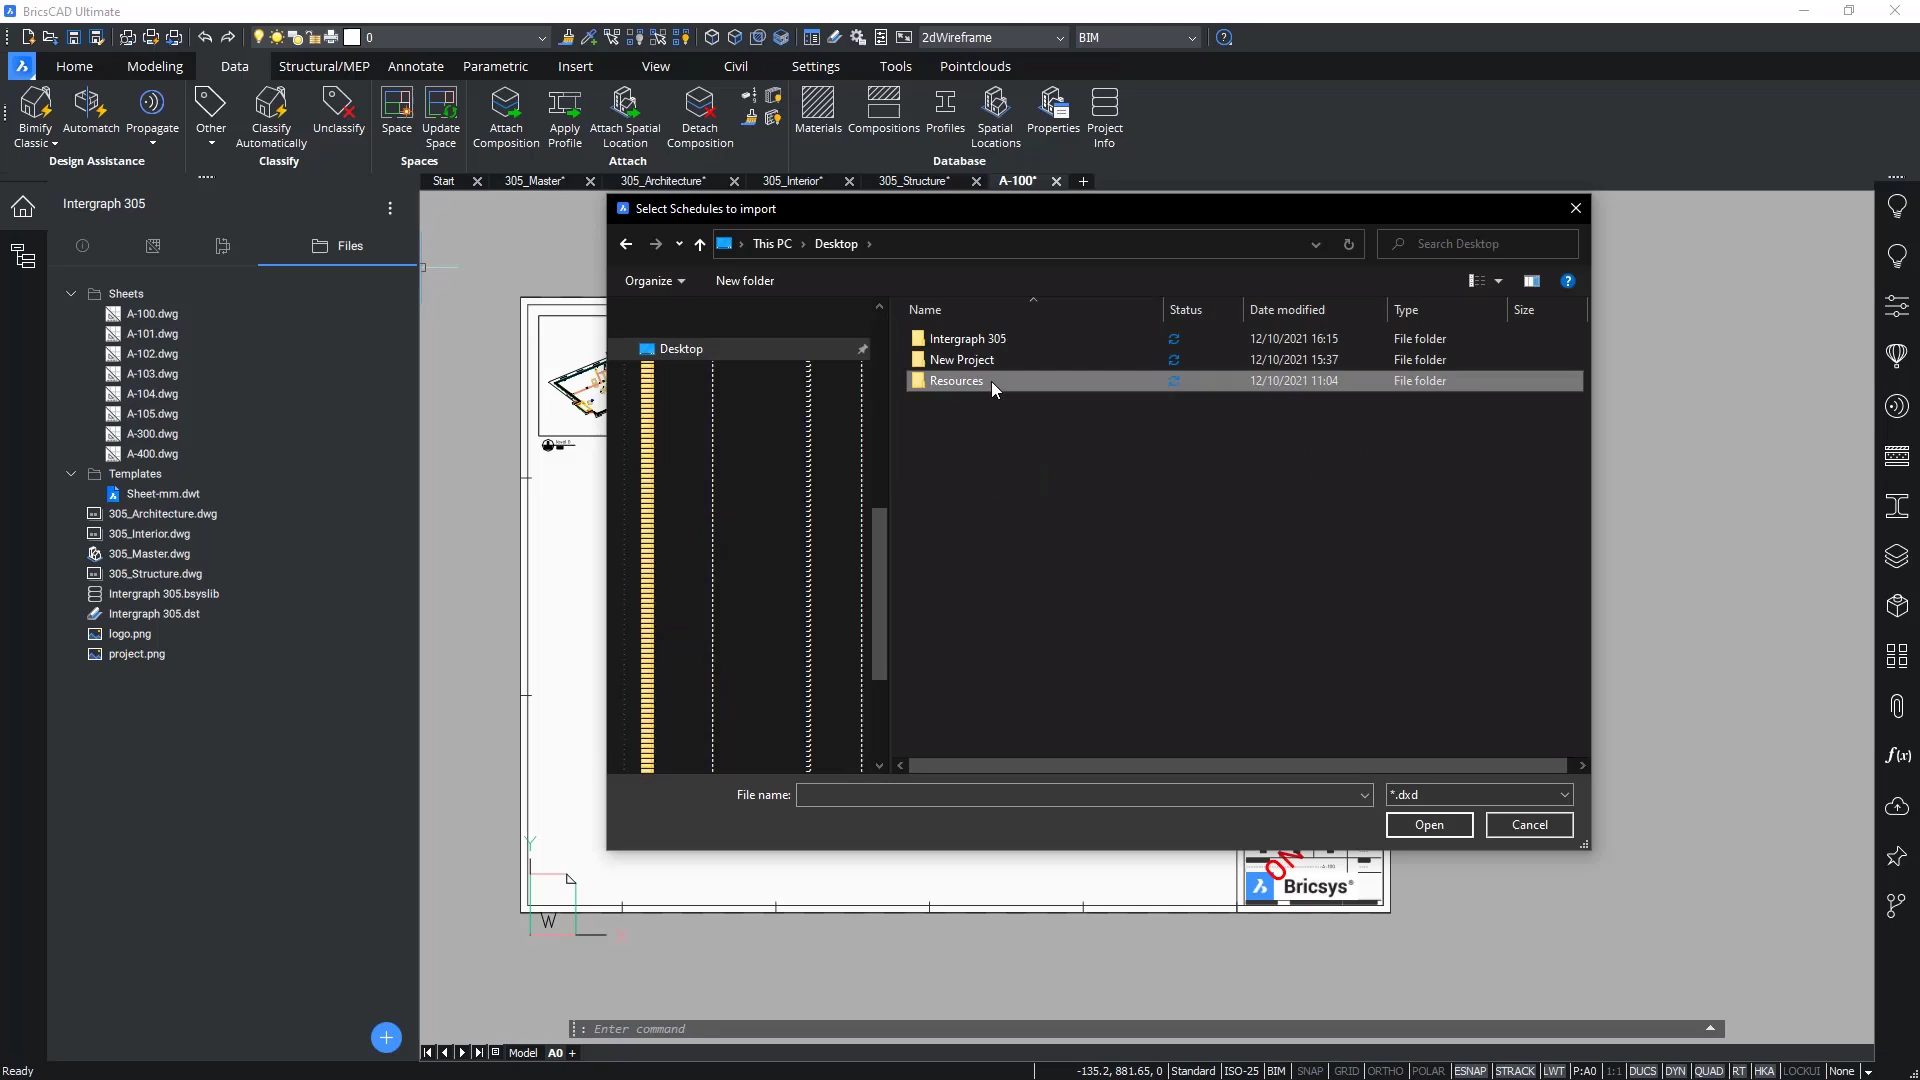 BricsCAD Ultimate
0
2dWireframe
BIM
Home Modeling Data Structural/MEP Annotate Parametric Insert View Civil Settings Tools Pointclouds
Bimify Classic
Automatch
Propagate
Other
Classify Automatically
Unclassify
Space
Update Space
Attach Composition
Apply Profile
Attach Spatial Location
Detach Composition
Materials
Compositions
Profiles
Spatial Locations
Properties
Project Info
Design Assistance Classify Spaces Attach Database
Start 305_Master* 305_Architecture* 305_Interior* 305_Structure* A-100*
Intergraph 305
Files
Sheets
A-100.dwg
A-101.dwg
A-102.dwg
A-103.dwg
A-104.dwg
A-105.dwg
A-300.dwg
A-400.dwg
Templates
Sheet-mm.dwt
305_Architecture.dwg
305_Interior.dwg
305_Master.dwg
305_Structure.dwg
Intergraph 305.bsyslib
Intergraph 305.dst
logo.png
project.png
Select Schedules to import
This PC > Desktop >
Search Desktop
Organize New folder
Desktop
Name Status Date modified Type Size
Intergraph 305 12/10/2021 16:15 File folder
New Project 12/10/2021 15:37 File folder
Resources 12/10/2021 11:04 File folder
File name:
*.dxd
Open Cancel
ON
A-100
Bricsys®
Y
W
X
f(x)
: Enter command
Model A0 +
Ready
-135.2, 881.65, 0 Standard ISO-25 BIM SNAP GRID ORTHO POLAR ESNAP STRACK LWT P:A0 1:1 DUCS DYN QUAD RT HKA LOCKUI None